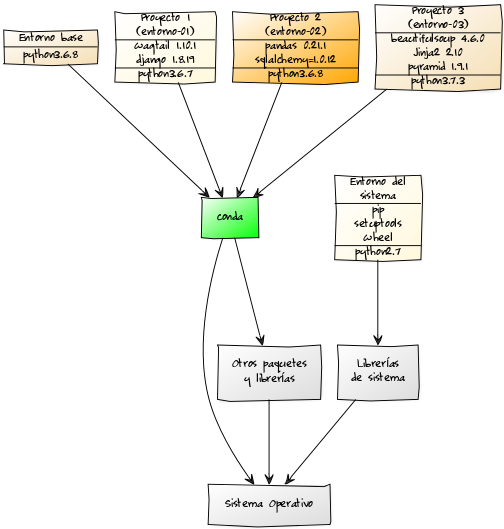 Entorno base
python3.6.8
Proyecto 1
(entorno-01)
wagtail 1.10.1
django 1.8.19
python3.6.7
Proyecto 2
(entorno-02)
pandas 0.21.1
sqlalchemy=1.0.12
python3.6.8
Proyecto 3
(entorno-03)
beactifclsocip 4.6.0
Jinja2 2.10
pyramid 1.9.1
python3.7.3
conda
Entorno del
sistema
pip
setuptools
wheel
python2.7
Otros paquetes
y librerías
Librerías
de sistema
Sistema Operativo